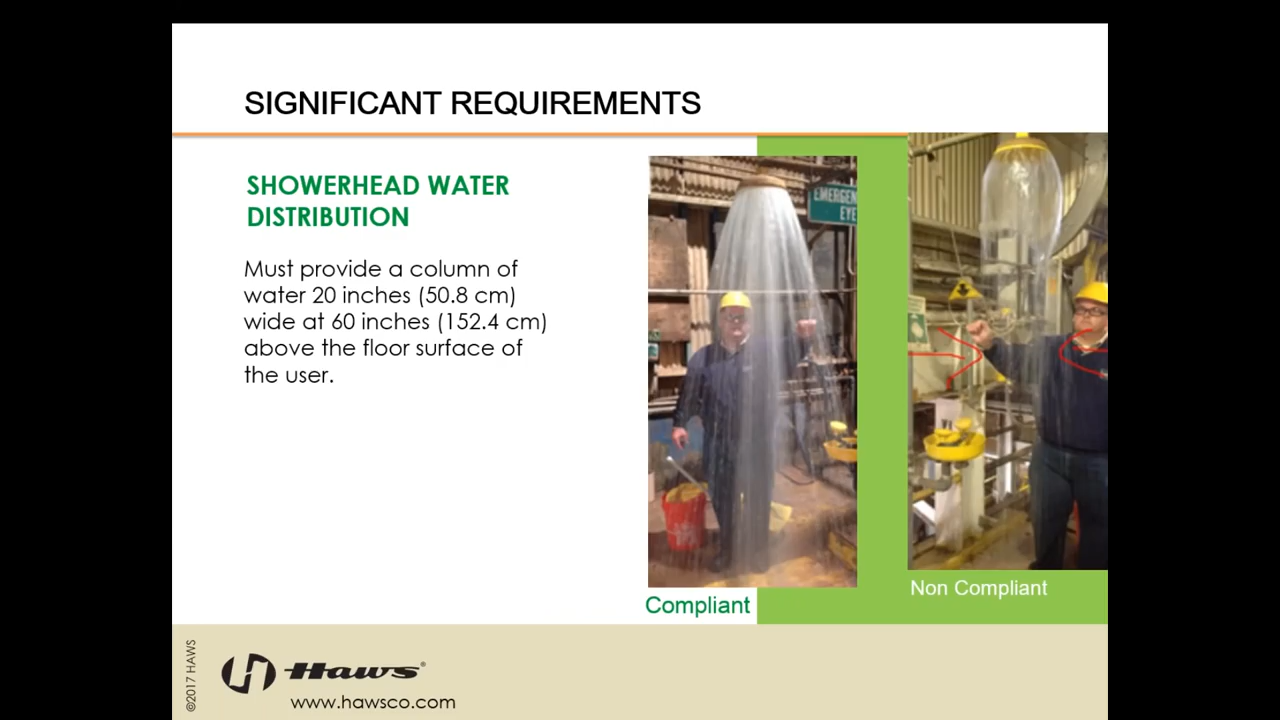 SIGNIFICANT REQUIREMENTS
SHOWERHEAD WATER
DISTRIBUTION
Must provide a column of
water 20 inches (50.8 cm)
wide at 60 inches (152.4 cm)
above the floor surface of
the user.
EMERGEN
EYE
Compliant
Non Compliant
©2017 HAWS
Haws®
www.hawsco.com